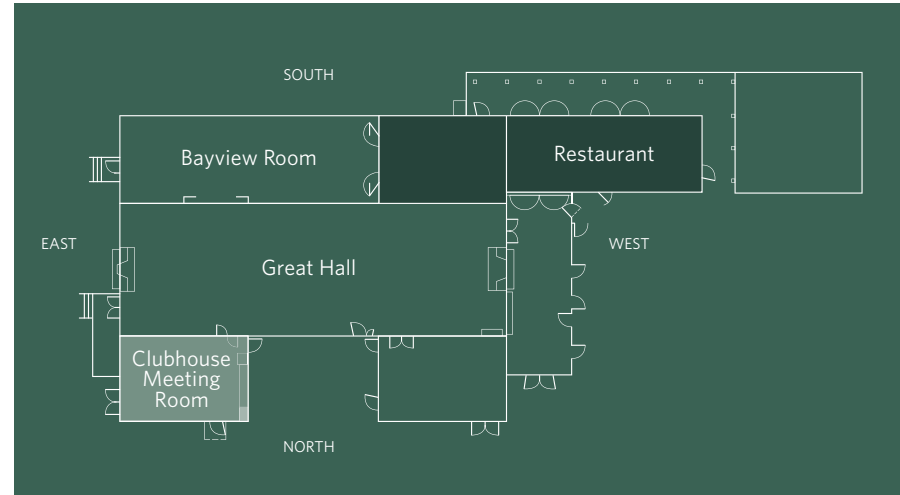 SOUTH
Bayview Room
Restaurant
EAST
WEST
Great Hall
Clubhouse
Meeting
Room
NORTH